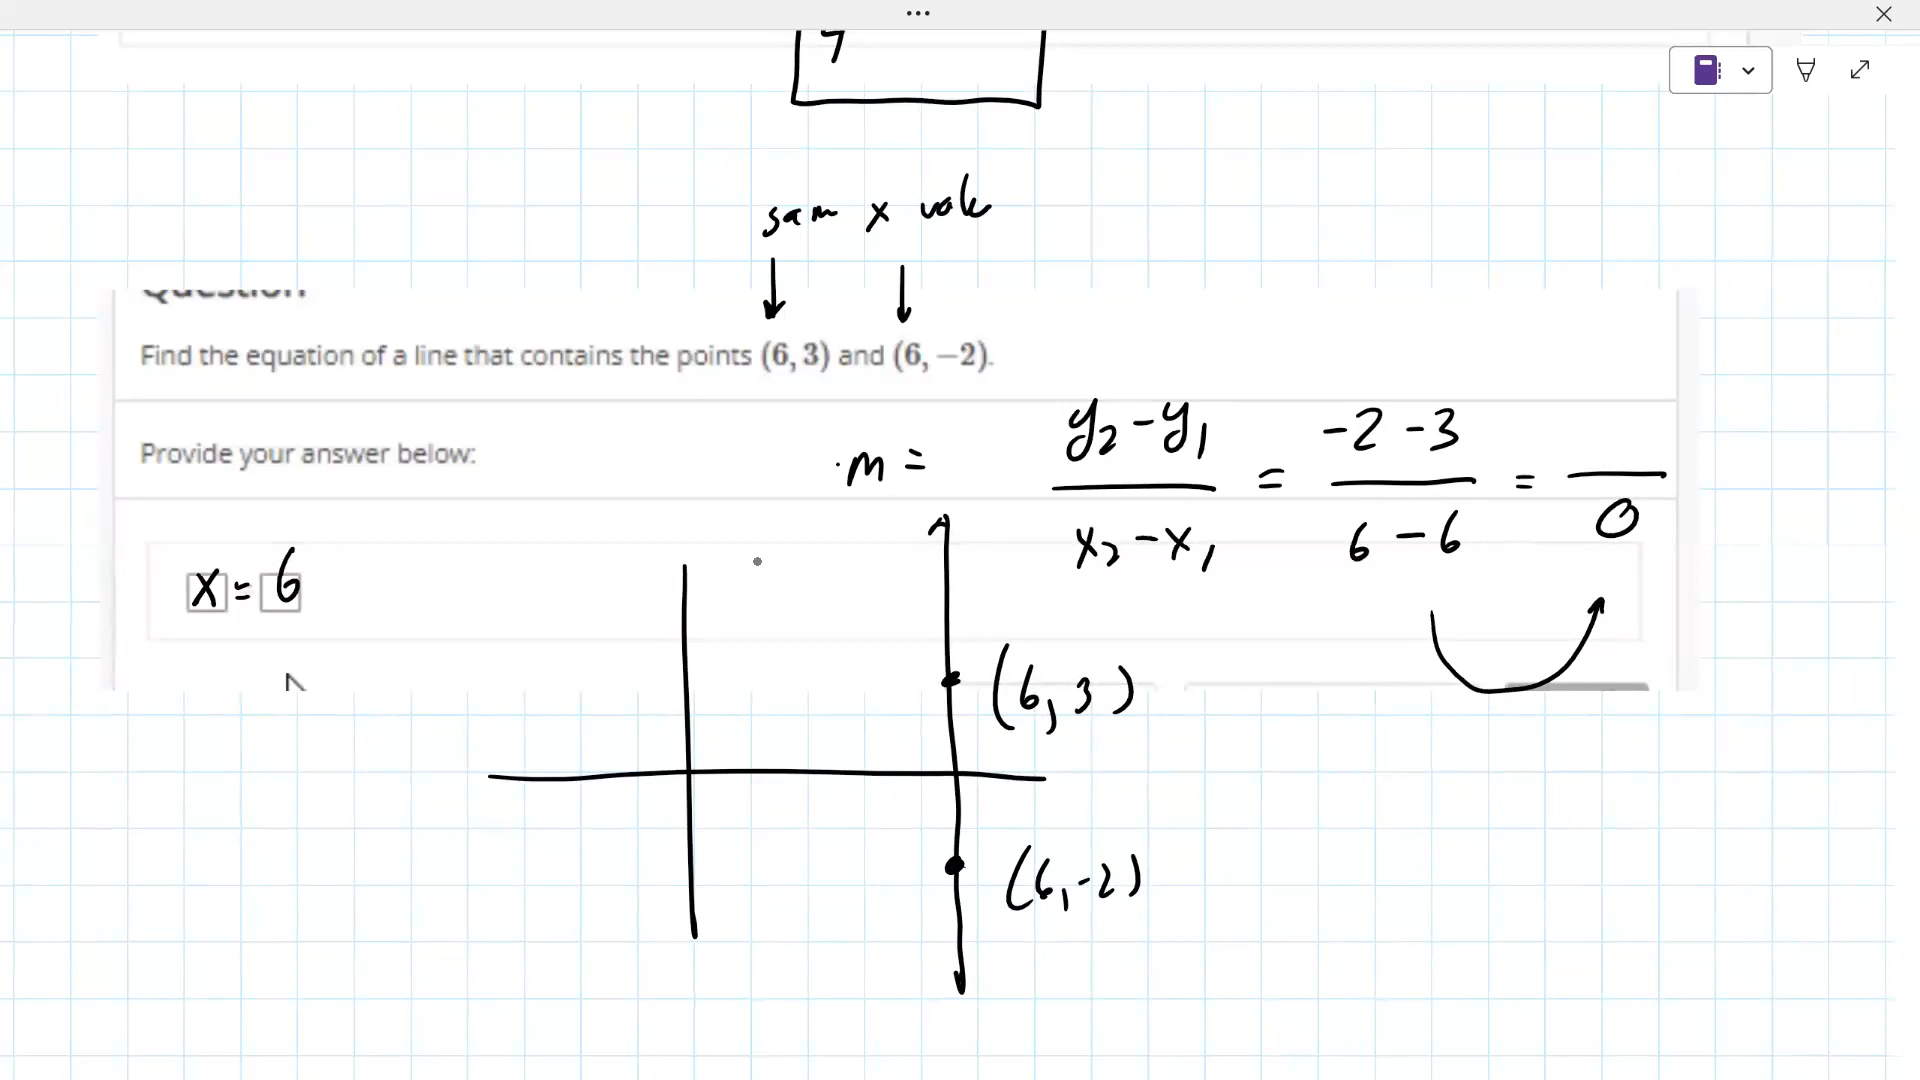 7
sam x vale
Question
Find the equation of a line that contains the points (6, 3) and (6, −2).
Provide your answer below:
m = y₂ - y₁ / x₂ - x₁ = -2 - 3 / 6 - 6 = / 0
x = 6
(6, 3)
(6, -2)